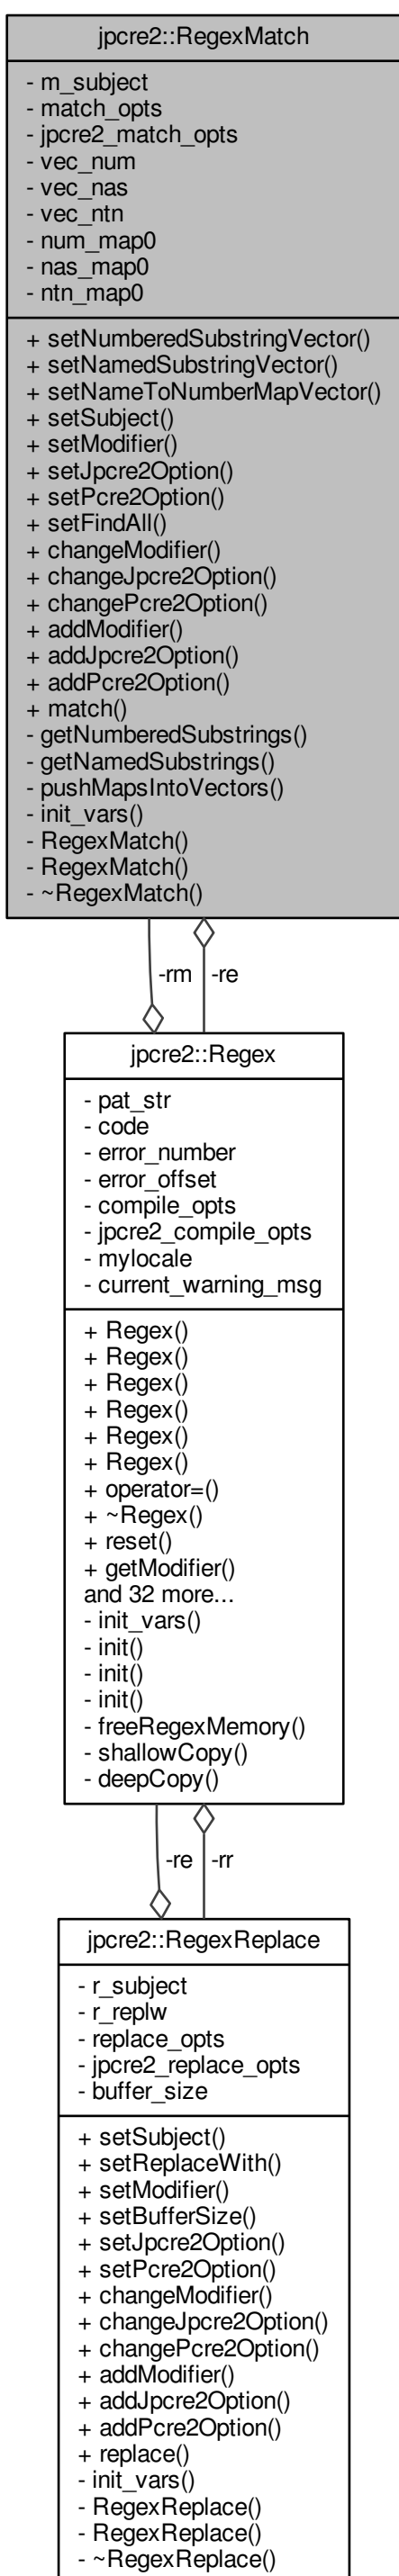 jpcre2::RegexMatch
- m_subject
- match_opts
- jpcre2_match_opts
- vec_num
- vec_nas
- vec_ntn
- num_map0
- nas_map0
- ntn_map0
+ setNumberedSubstringVector()
+ setNamedSubstringVector()
+ setNameToNumberMapVector()
+ setSubject()
+ setModifier()
+ setJpcre2Option()
+ setPcre2Option()
+ setFindAll()
+ changeModifier()
+ changeJpcre2Option()
+ changePcre2Option()
+ addModifier()
+ addJpcre2Option()
+ addPcre2Option()
+ match()
- getNumberedSubstrings()
- getNamedSubstrings()
- pushMapsIntoVectors()
- init_vars()
- RegexMatch()
- RegexMatch()
- ~RegexMatch()
-rm -re
jpcre2::Regex
- pat_str
- code
- error_number
- error_offset
- compile_opts
- jpcre2_compile_opts
- mylocale
- current_warning_msg
+ Regex()
+ Regex()
+ Regex()
+ Regex()
+ Regex()
+ Regex()
+ operator=()
+ ~Regex()
+ reset()
+ getModifier()
and 32 more...
- init_vars()
- init()
- init()
- init()
- freeRegexMemory()
- shallowCopy()
- deepCopy()
-re -rr
jpcre2::RegexReplace
- r_subject
- r_replw
- replace_opts
- jpcre2_replace_opts
- buffer_size
+ setSubject()
+ setReplaceWith()
+ setModifier()
+ setBufferSize()
+ setJpcre2Option()
+ setPcre2Option()
+ changeModifier()
+ changeJpcre2Option()
+ changePcre2Option()
+ addModifier()
+ addJpcre2Option()
+ addPcre2Option()
+ replace()
- init_vars()
- RegexReplace()
- RegexReplace()
- ~RegexReplace()